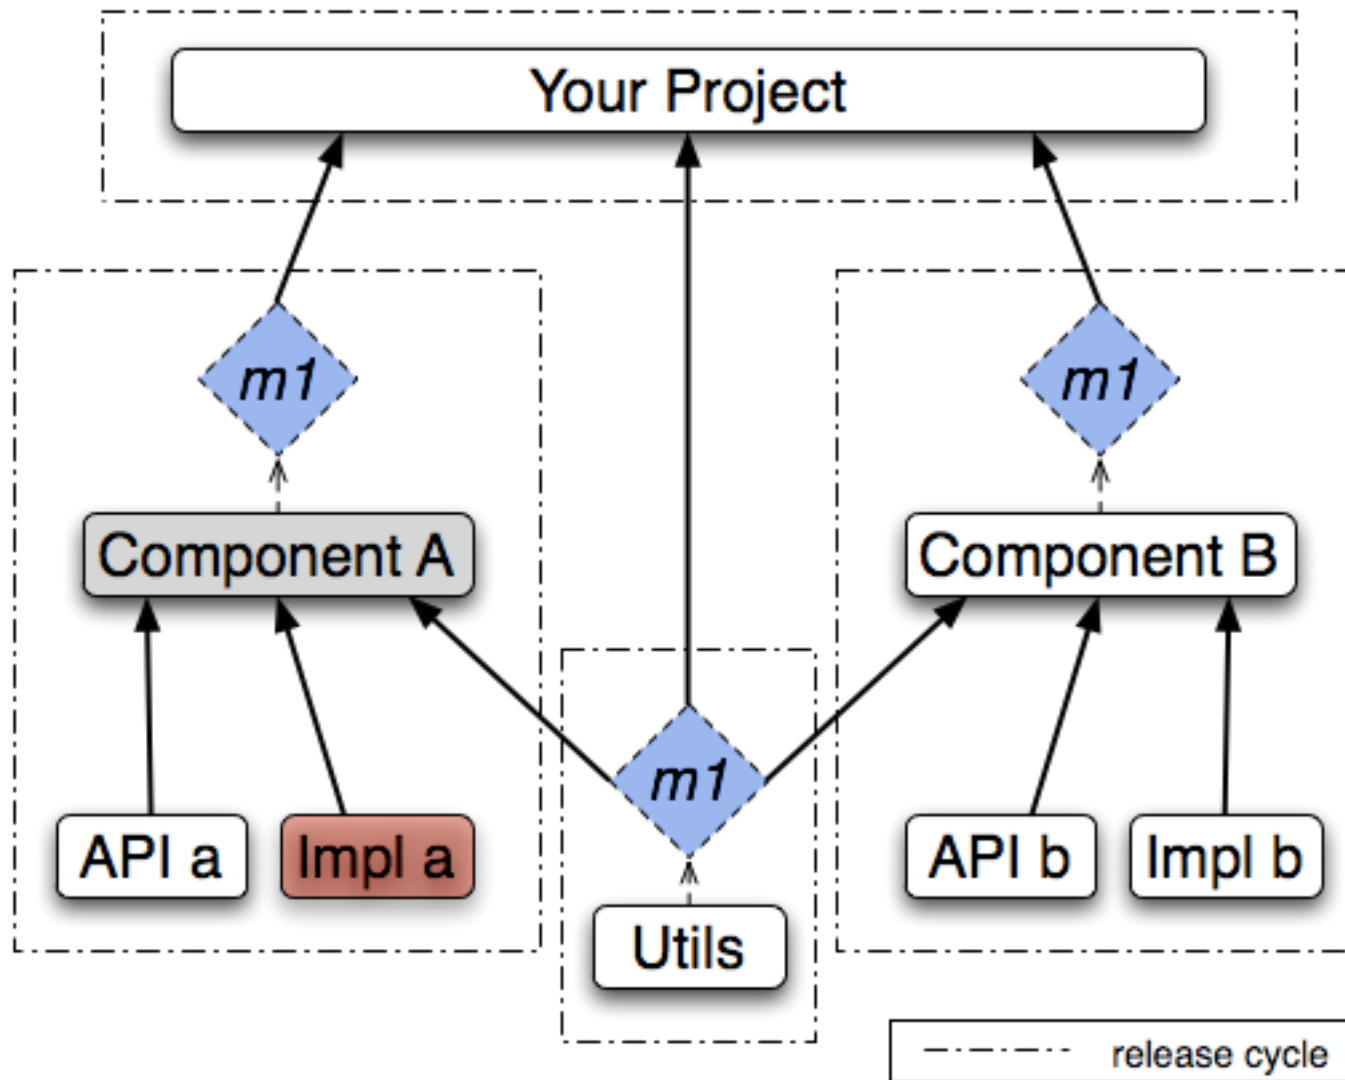 Your Project
m1
m1
Component A
Component B
m1
API a
Impl a
API b
Impl b
Utils
release cycle